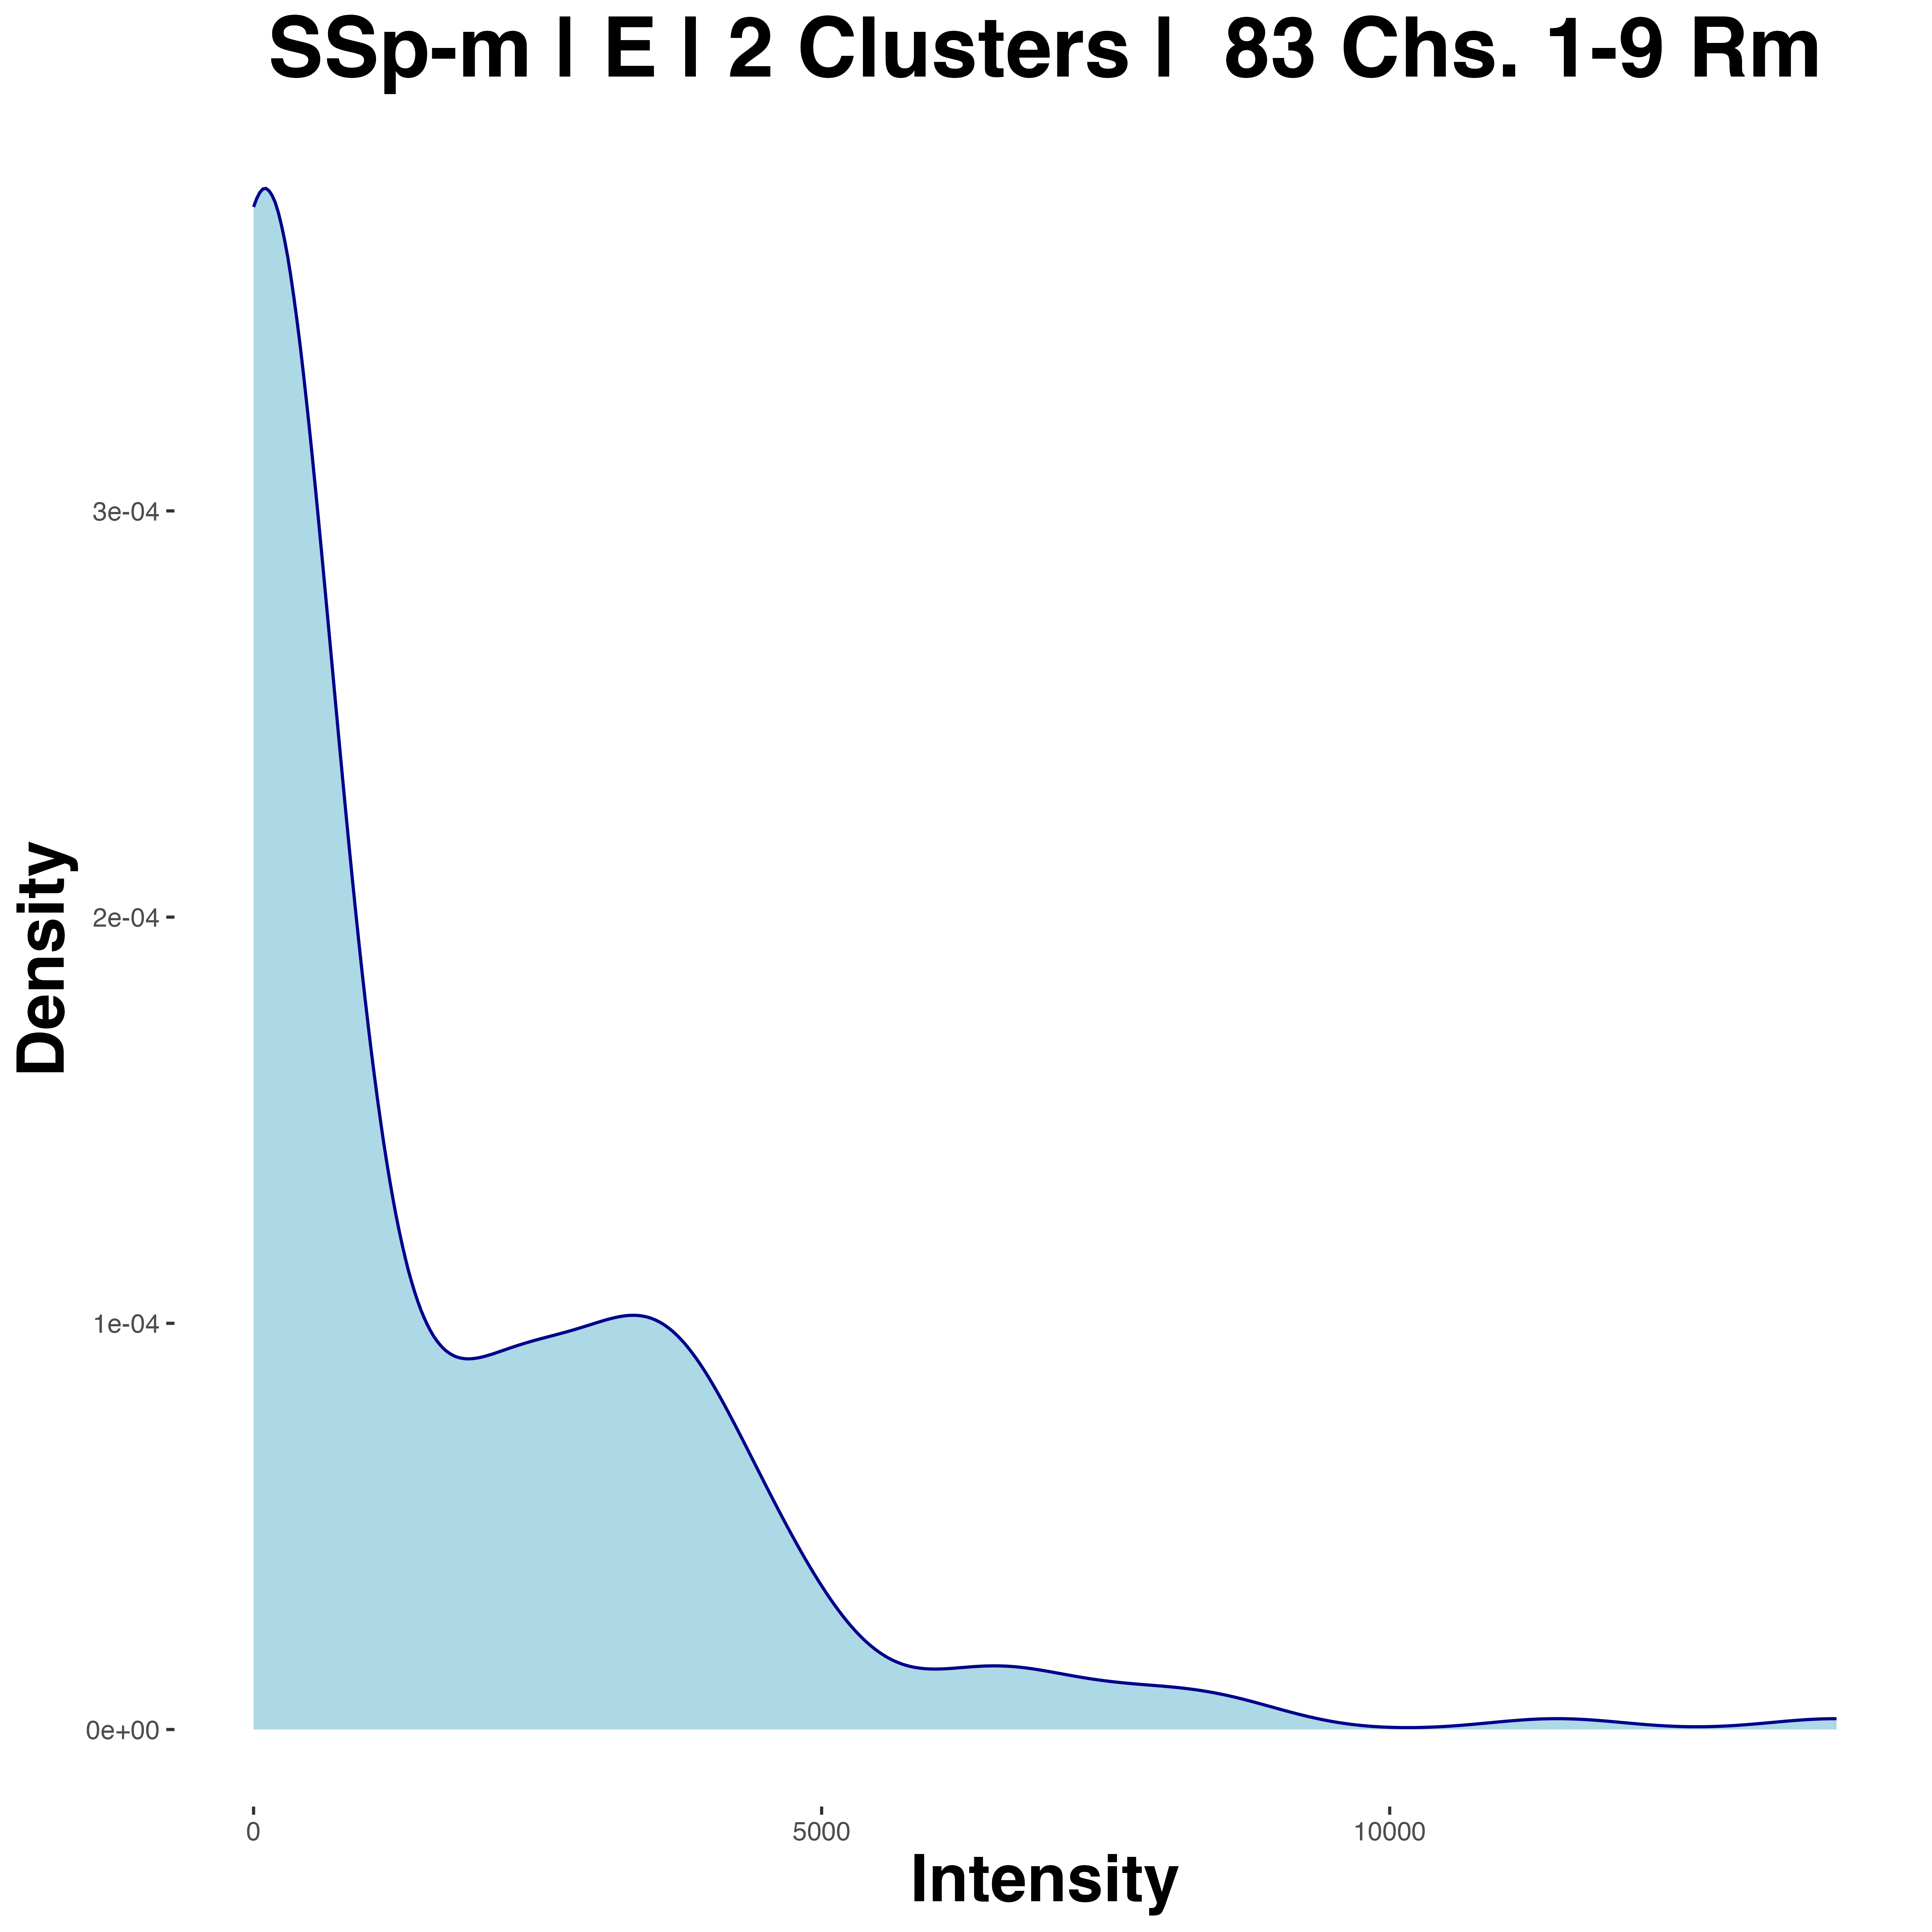 SSp-m | E | 2 Clusters |  83 Chs. 1-9 Rm
3e-04
2e-04
1e-04
0e+00
Density
0
5000
10000
Intensity